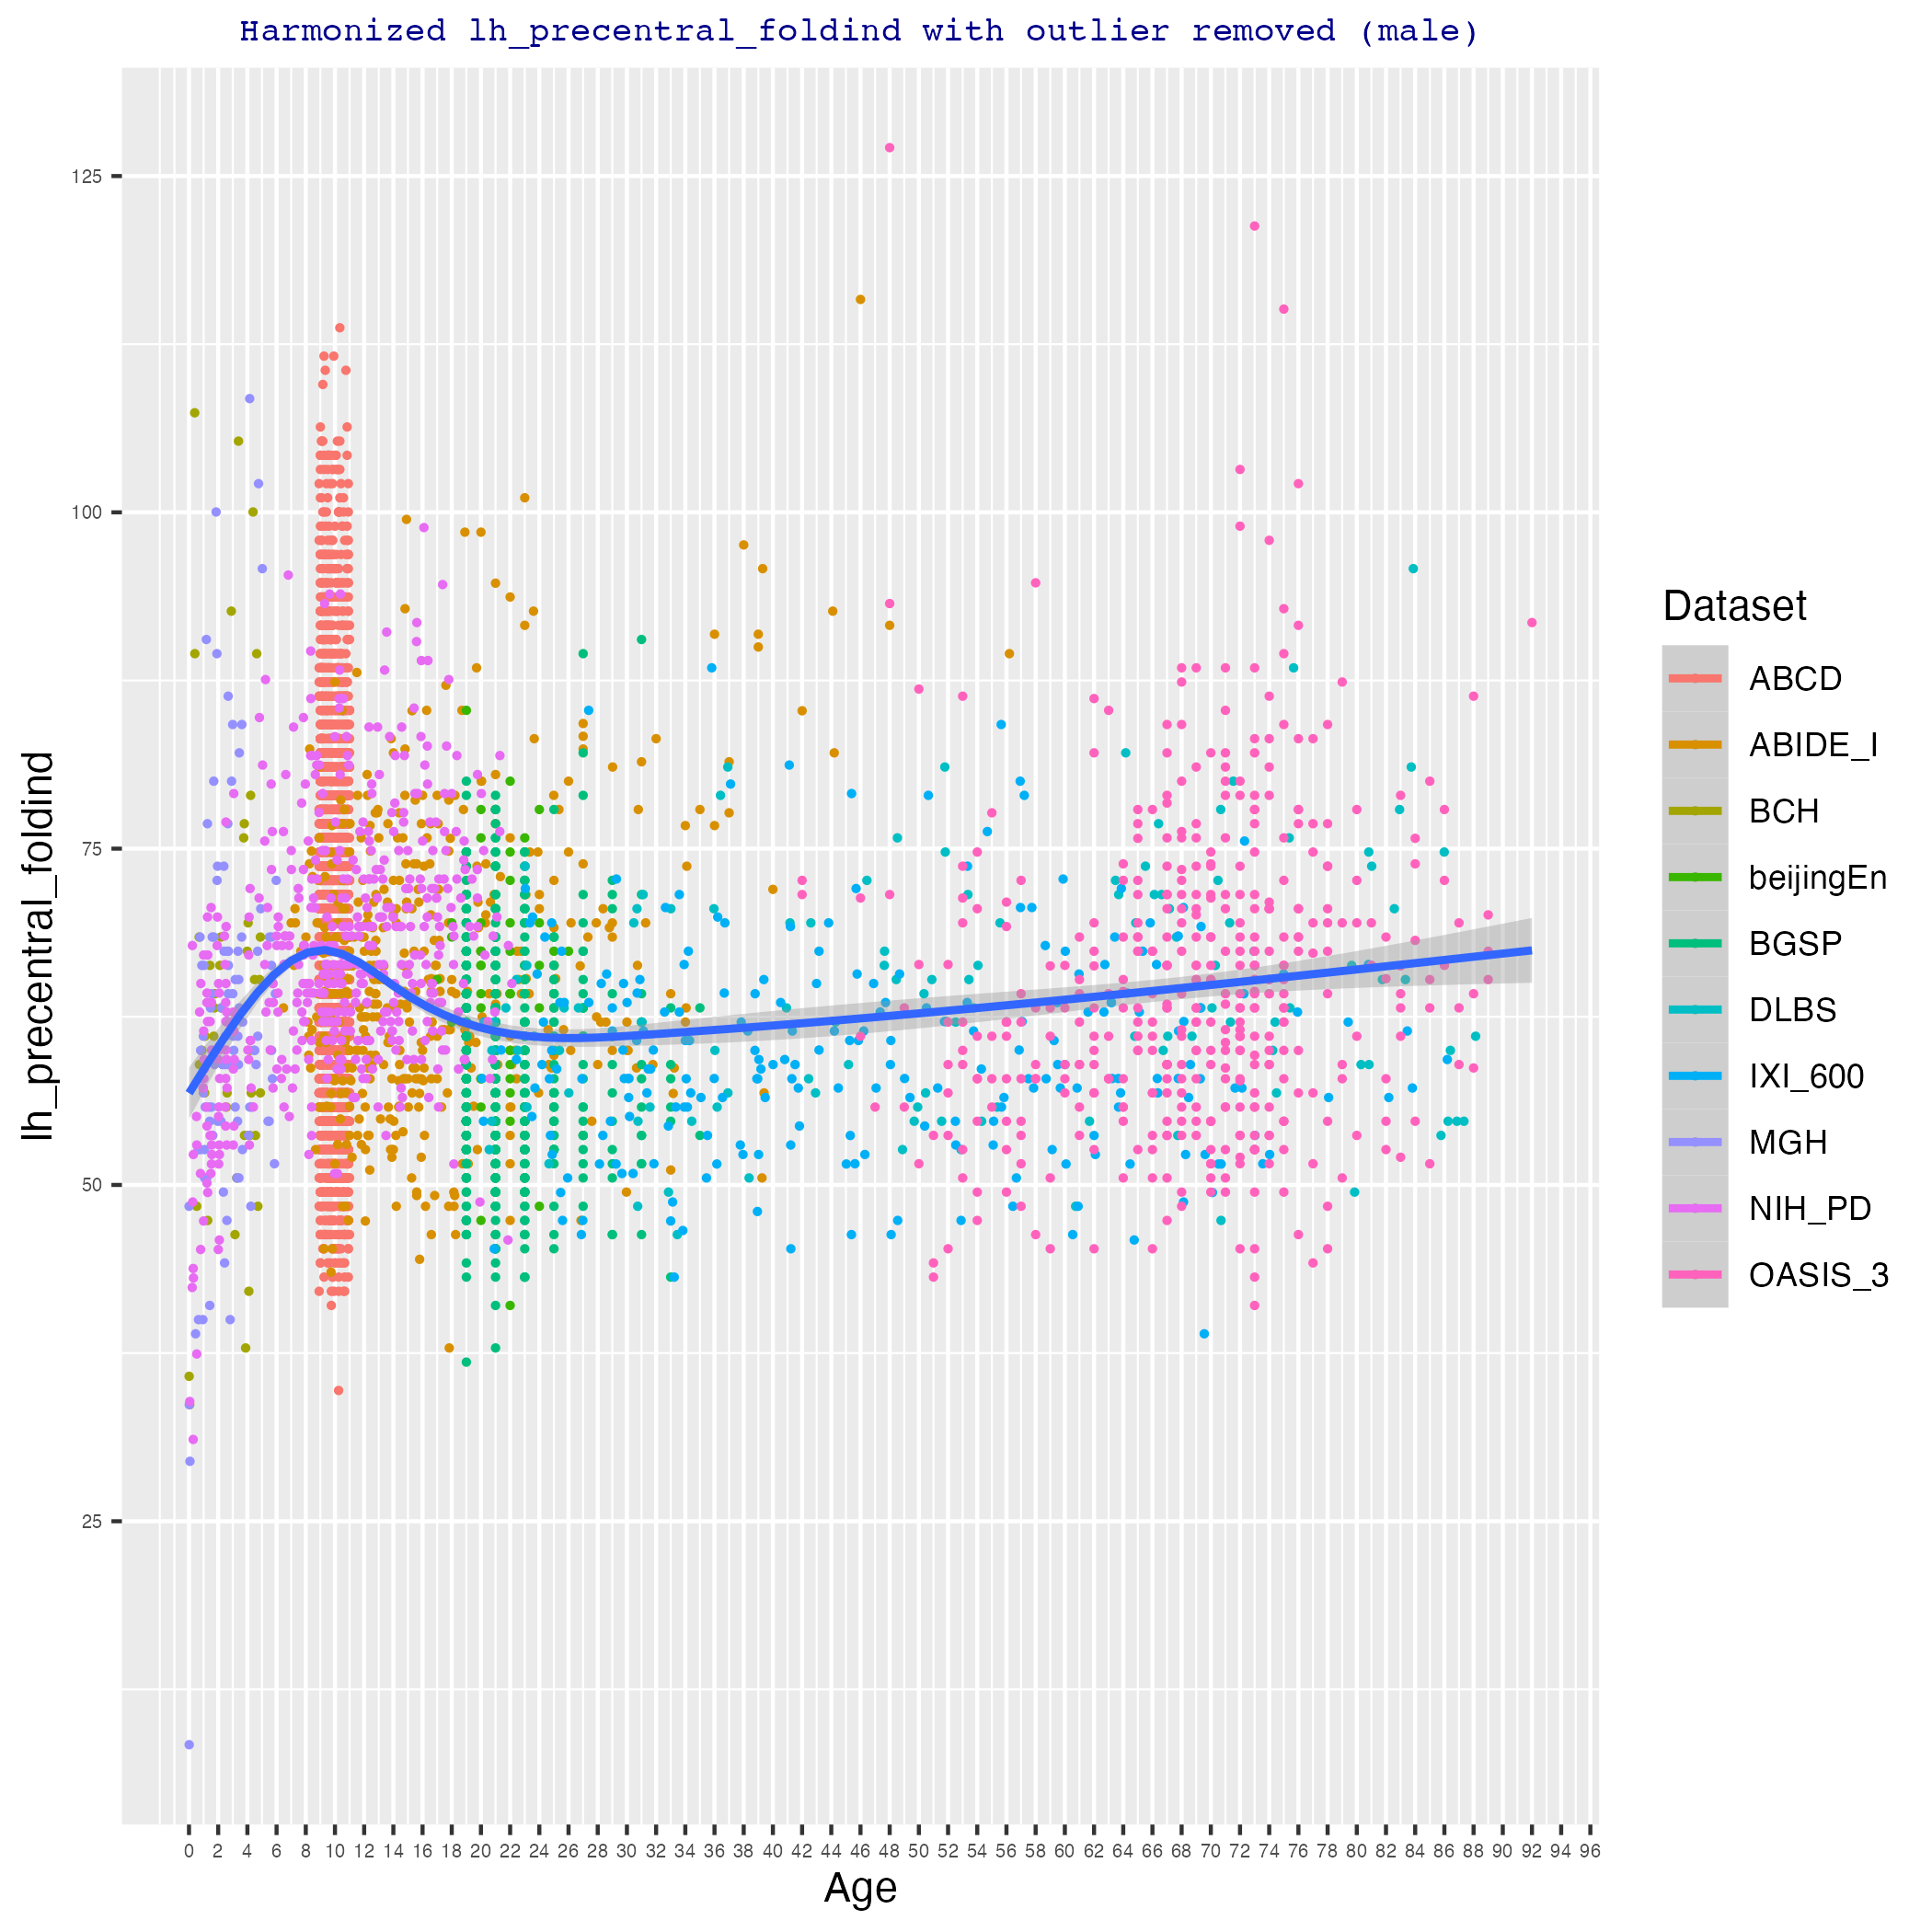 Harmonized lh_precentral_foldind with outlier removed (male)
lh_precentral_foldind
125
100
75
50
25
0 2 4 6 8 10 12 14 16 18 20 22 24 26 28 30 32 34 36 38 40 42 44 46 48 50 52 54 56 58 60 62 64 66 68 70 72 74 76 78 80 82 84 86 88 90 92 94 96
Age
Dataset
ABCD
ABIDE_I
BCH
beijingEn
BGSP
DLBS
IXI_600
MGH
NIH_PD
OASIS_3